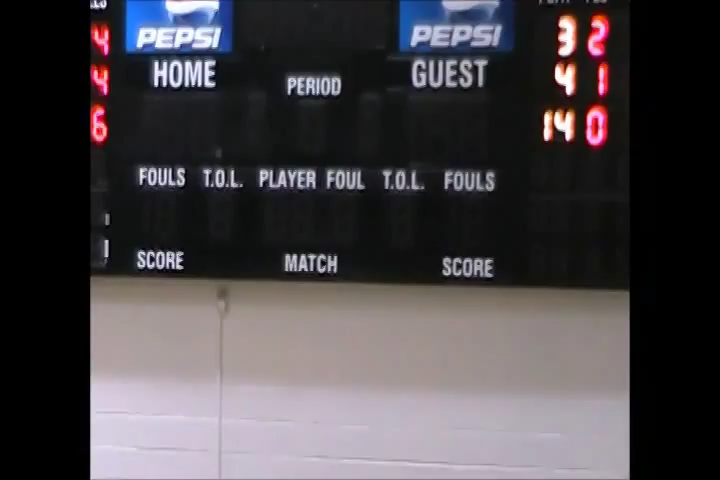 PEPSI PEPSI
HOME PERIOD GUEST
4 3 2
4 4 1
6 14 0
FOULS T.O.L. PLAYER FOUL T.O.L. FOULS
SCORE MATCH SCORE